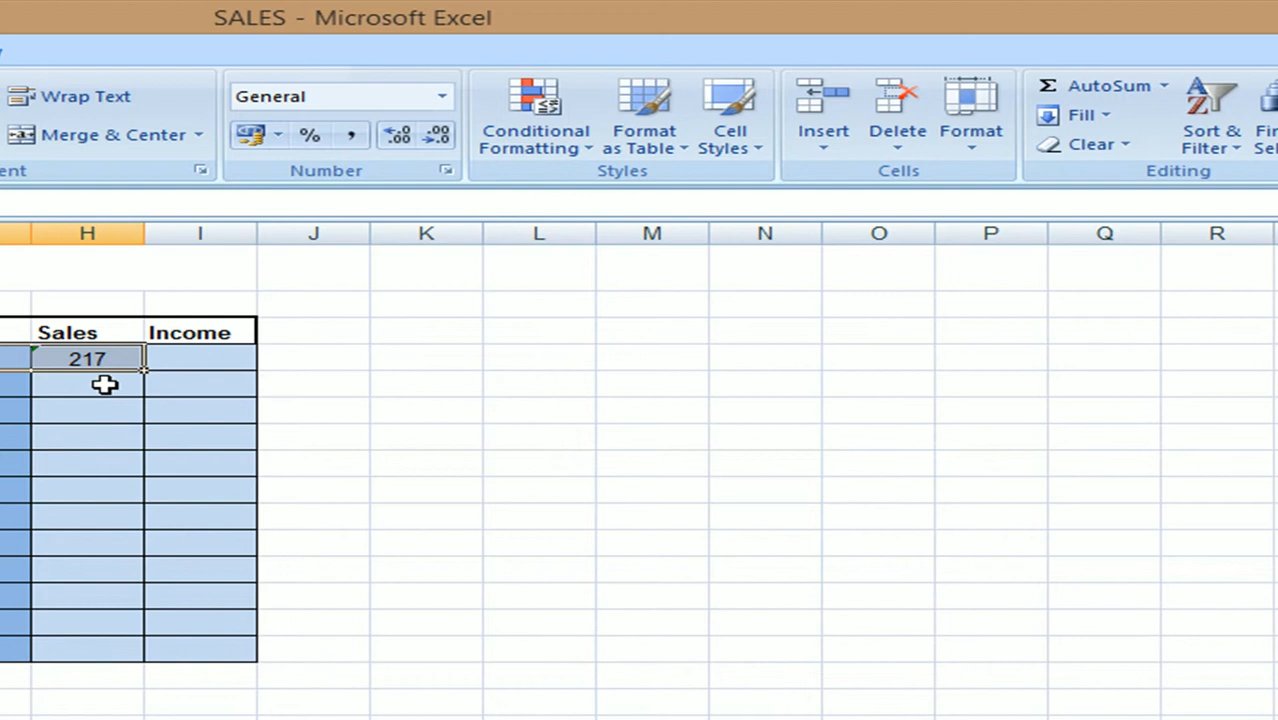 SALES - Microsoft Excel
Wrap Text
General
Conditional Formatting
Format as Table
Cell Styles
Insert
Delete
Format
Σ AutoSum
Fill
Clear
Sort & Filter
Merge & Center
% , .00 .00
Number
Styles
Cells
Editing
H I J K L M N O P Q R
Sales Income
217